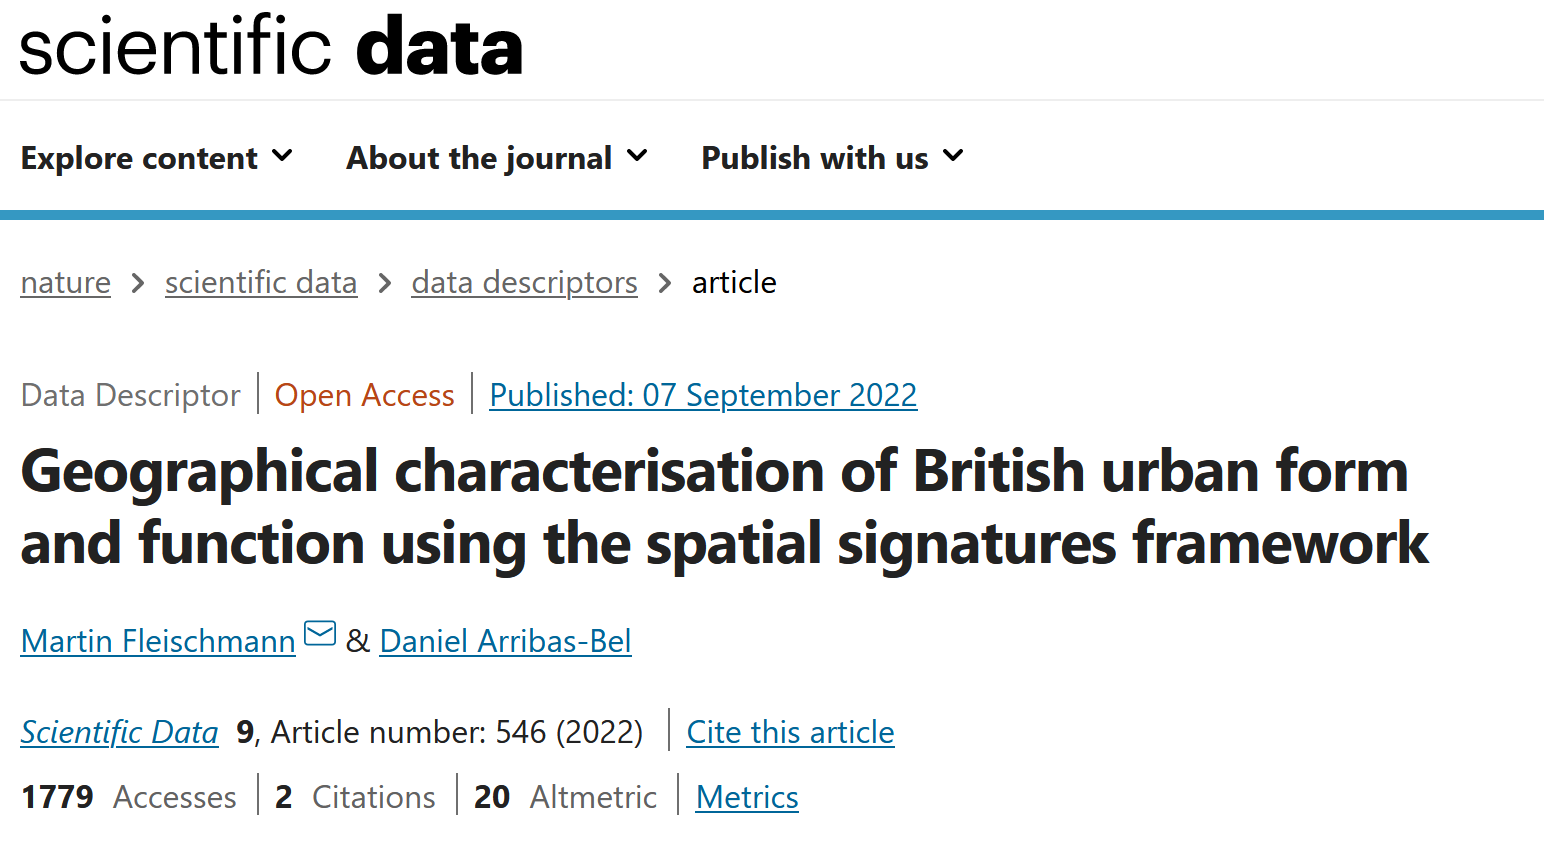 scientific data
Explore content About the journal Publish with us
nature > scientific data > data descriptors > article
Data Descriptor | Open Access | Published: 07 September 2022
Geographical characterisation of British urban form
and function using the spatial signatures framework
Martin Fleischmann & Daniel Arribas-Bel
Scientific Data 9, Article number: 546 (2022) | Cite this article
1779 Accesses | 2 Citations | 20 Altmetric | Metrics